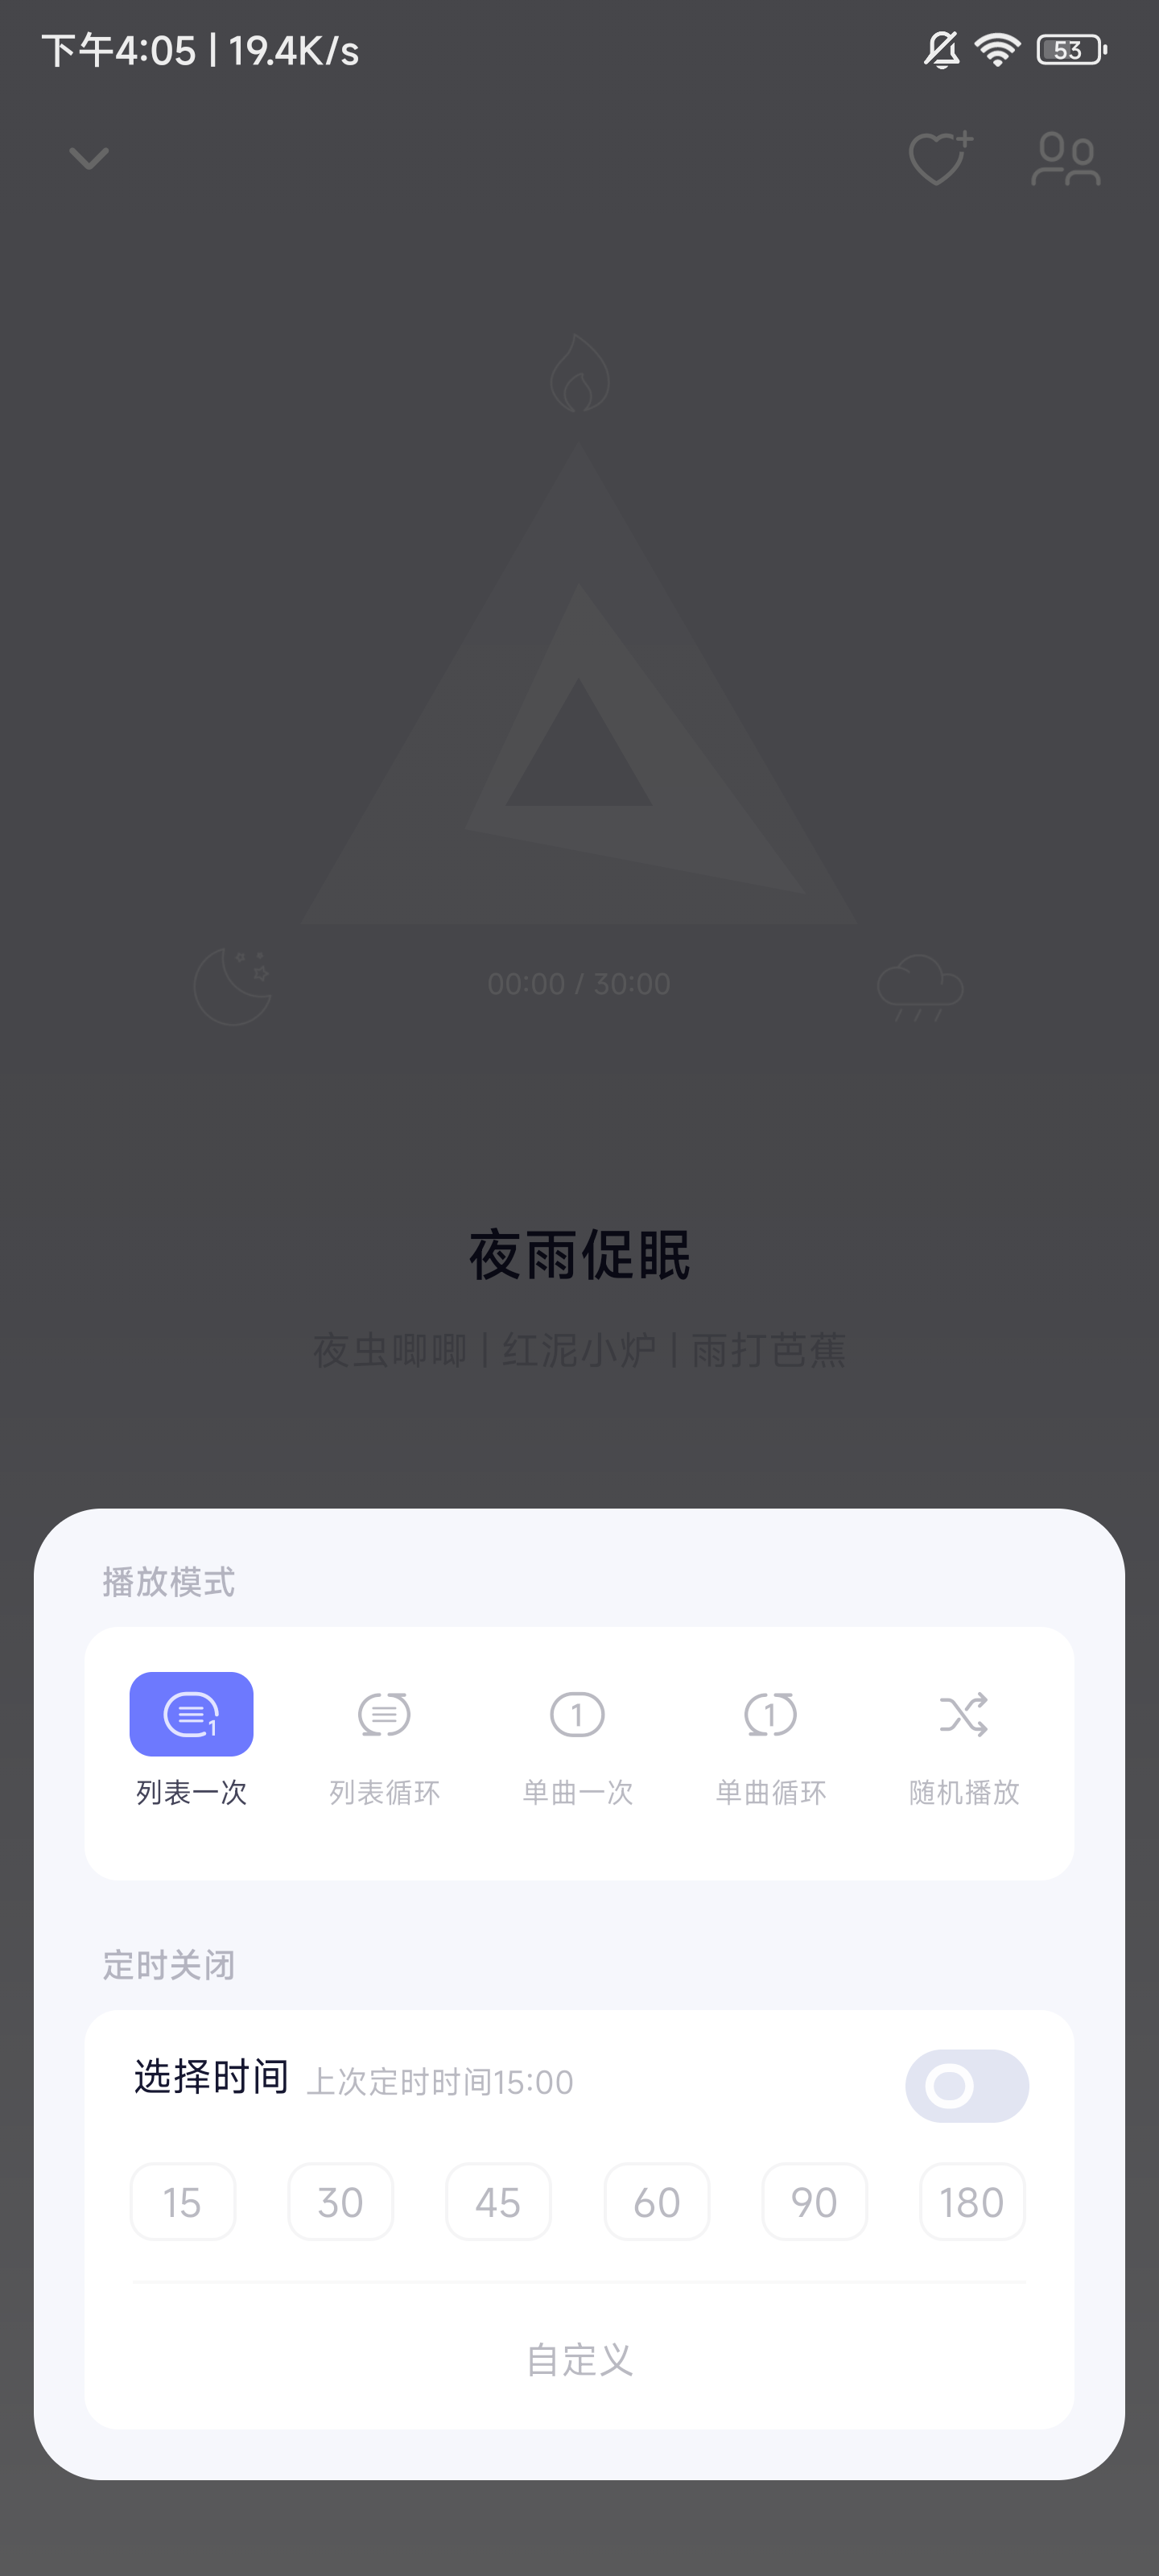 下午4:05 | 19.4K/s 53
00:00 / 30:00
夜雨促眠
夜虫唧唧 | 红泥小炉 | 雨打芭蕉
播放模式
1 1 1
列表一次 列表循环 单曲一次 单曲循环 随机播放
定时关闭
选择时间 上次定时时间15:00
15 30 45 60 90 180
自定义